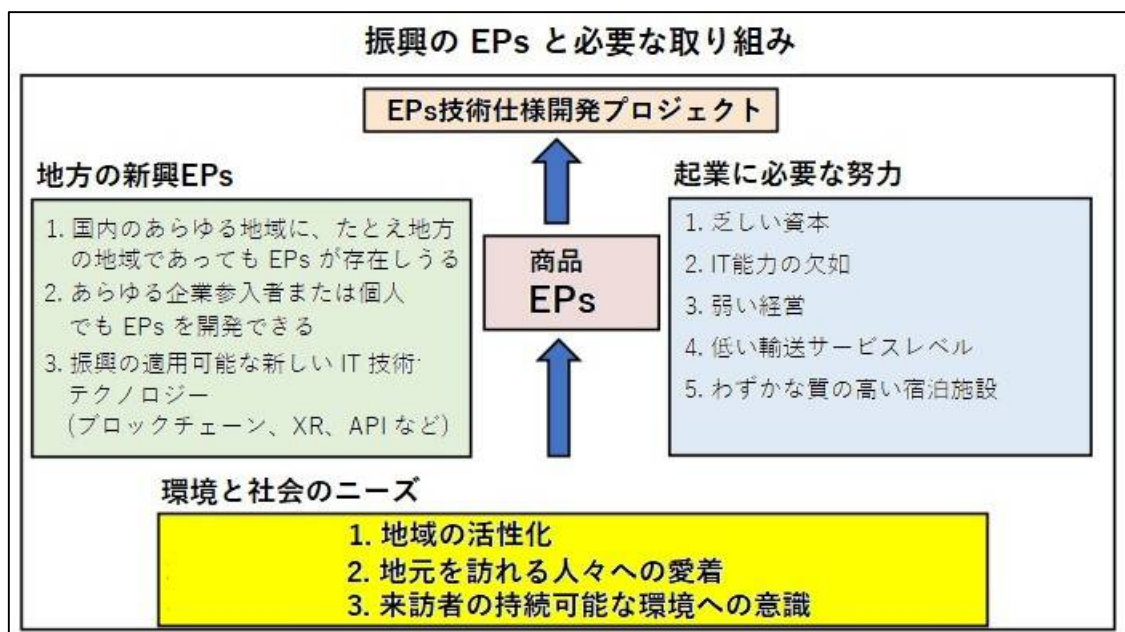 振興の EPs と必要な取り組み
EPs技術仕様開発プロジェクト
地方の新興EPs
1. 国内のあらゆる地域に、たとえ地方
の地域であっても EPs が存在しうる
2. あらゆる企業参入者または個人
でも EPs を開発できる
3. 振興の適用可能な新しい IT 技術·
テクノロジー
(ブロックチェーン、XR、API など)
商品
EPs
起業に必要な努力
1. 乏しい資本
2. IT能力の欠如
3. 弱い経営
4. 低い輸送サービスレベル
5. わずかな質の高い宿泊施設
環境と社会のニーズ
1. 地域の活性化
2. 地元を訪れる人々への愛着
3. 来訪者の持続可能な環境への意識